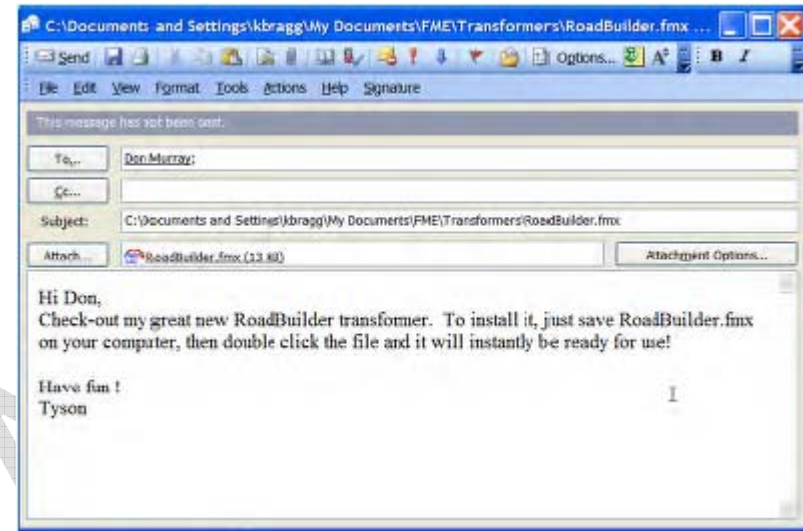 C:\Documents and Settings\kbragg\My Documents\FME\Transformers\RoadBuilder.fmx ...
Send Options... B I
File Edit View Format Tools Actions Help Signature
This message has not been sent.
To... Don Murray;
Cc...
Subject: C:\Documents and Settings\kbragg\My Documents\FME\Transformers\RoadBuilder.fmx
Attach... RoadBuilder.fmx (13 KB) Attachment Options...
Hi Don,
Check-out my great new RoadBuilder transformer. To install it, just save RoadBuilder.fmx
on your computer, then double click the file and it will instantly be ready for use!
Have fun !
Tyson